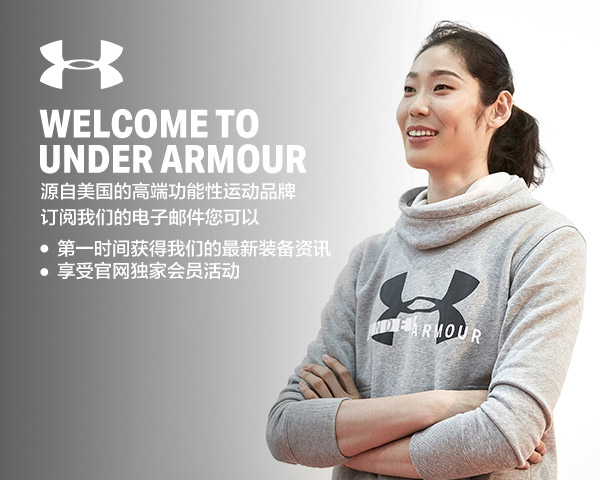 WELCOME TO
UNDER ARMOUR
源自美国的高端功能性运动品牌
订阅我们的电子邮件您可以
● 第一时间获得我们的最新装备资讯
● 享受官网独家会员活动
UNDER ARMOUR